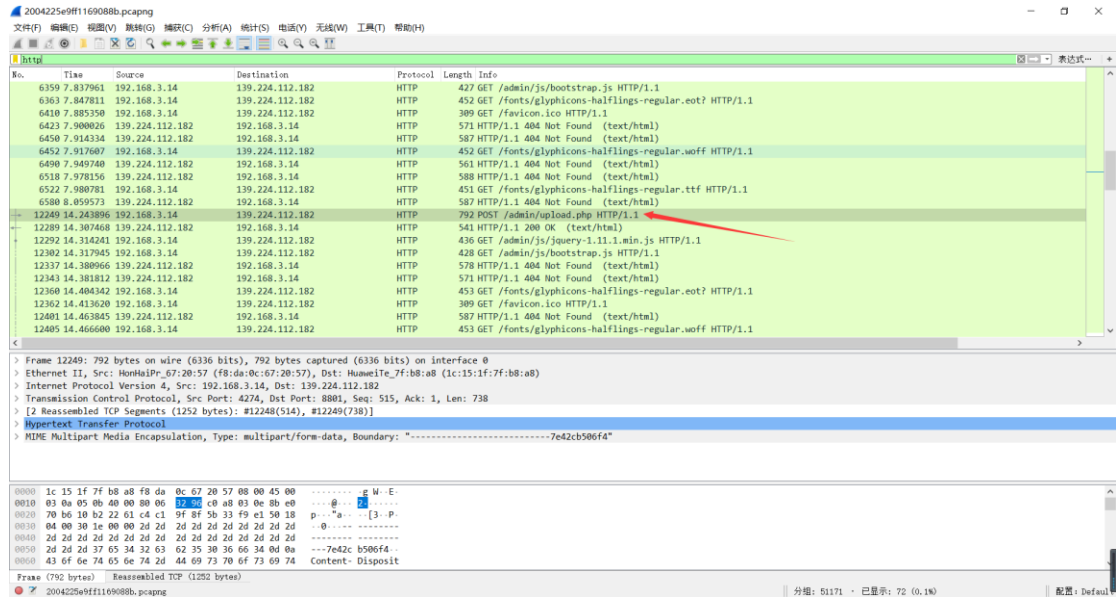 2004225e9ff1169088b.pcapng
文件(F) 编辑(E) 视图(V) 跳转(G) 捕获(C) 分析(A) 统计(S) 电话(Y) 无线(W) 工具(T) 帮助(H)
http 表达式… +
No. Time Source Destination Protocol Length Info
6359 7.837961 192.168.3.14 139.224.112.182 HTTP 427 GET /admin/js/bootstrap.js HTTP/1.1
6363 7.847811 192.168.3.14 139.224.112.182 HTTP 452 GET /fonts/glyphicons-halflings-regular.eot? HTTP/1.1
6410 7.885350 192.168.3.14 139.224.112.182 HTTP 309 GET /favicon.ico HTTP/1.1
6423 7.900026 139.224.112.182 192.168.3.14 HTTP 571 HTTP/1.1 404 Not Found (text/html)
6450 7.914334 139.224.112.182 192.168.3.14 HTTP 587 HTTP/1.1 404 Not Found (text/html)
6452 7.917607 192.168.3.14 139.224.112.182 HTTP 452 GET /fonts/glyphicons-halflings-regular.woff HTTP/1.1
6490 7.949740 139.224.112.182 192.168.3.14 HTTP 561 HTTP/1.1 404 Not Found (text/html)
6518 7.978156 139.224.112.182 192.168.3.14 HTTP 588 HTTP/1.1 404 Not Found (text/html)
6522 7.980781 192.168.3.14 139.224.112.182 HTTP 451 GET /fonts/glyphicons-halflings-regular.ttf HTTP/1.1
6580 8.059573 139.224.112.182 192.168.3.14 HTTP 587 HTTP/1.1 404 Not Found (text/html)
12249 14.243896 192.168.3.14 139.224.112.182 HTTP 792 POST /admin/upload.php HTTP/1.1
12289 14.307468 139.224.112.182 192.168.3.14 HTTP 541 HTTP/1.1 200 OK (text/html)
12292 14.314241 192.168.3.14 139.224.112.182 HTTP 436 GET /admin/js/jquery-1.11.1.min.js HTTP/1.1
12302 14.317945 192.168.3.14 139.224.112.182 HTTP 428 GET /admin/js/bootstrap.js HTTP/1.1
12337 14.380966 139.224.112.182 192.168.3.14 HTTP 578 HTTP/1.1 404 Not Found (text/html)
12343 14.381812 139.224.112.182 192.168.3.14 HTTP 571 HTTP/1.1 404 Not Found (text/html)
12360 14.404342 192.168.3.14 139.224.112.182 HTTP 453 GET /fonts/glyphicons-halflings-regular.eot? HTTP/1.1
12362 14.413620 192.168.3.14 139.224.112.182 HTTP 309 GET /favicon.ico HTTP/1.1
12401 14.463845 139.224.112.182 192.168.3.14 HTTP 587 HTTP/1.1 404 Not Found (text/html)
12405 14.466600 192.168.3.14 139.224.112.182 HTTP 453 GET /fonts/glyphicons-halflings-regular.woff HTTP/1.1
> Frame 12249: 792 bytes on wire (6336 bits), 792 bytes captured (6336 bits) on interface 0
> Ethernet II, Src: HonHaiPr_67:20:57 (f8:da:0c:67:20:57), Dst: HuaweiTe_7f:b8:a8 (1c:15:1f:7f:b8:a8)
> Internet Protocol Version 4, Src: 192.168.3.14, Dst: 139.224.112.182
> Transmission Control Protocol, Src Port: 4274, Dst Port: 8801, Seq: 515, Ack: 1, Len: 738
> [2 Reassembled TCP Segments (1252 bytes): #12248(514), #12249(738)]
> Hypertext Transfer Protocol
> MIME Multipart Media Encapsulation, Type: multipart/form-data, Boundary: "---------------------------7e42cb506f4"
0000 1c 15 1f 7f b8 a8 f8 da 0c 67 20 57 08 00 45 00 ········ ·g W··E·
0010 03 0a 05 0b 40 00 80 06 32 96 c0 a8 03 0e 8b e0 ····@··· 2·······
0020 70 b6 10 b2 22 61 c4 c1 9f 8f 5b 33 f9 e1 50 18 p···"a·· ··[3··P·
0030 04 00 30 1e 00 00 2d 2d 2d 2d 2d 2d 2d 2d 2d 2d ··0···-- --------
0040 2d 2d 2d 2d 2d 2d 2d 2d 2d 2d 2d 2d 2d 2d 2d 2d -------- --------
0050 2d 2d 2d 37 65 34 32 63 62 35 30 36 66 34 0d 0a ---7e42c b506f4··
0060 43 6f 6e 74 65 6e 74 2d 44 69 73 70 6f 73 69 74 Content- Disposit
Frame (792 bytes) Reassembled TCP (1252 bytes)
2004225e9ff1169088b.pcapng 分组: 51171 · 已显示: 72 (0.1%) 配置: Defaul